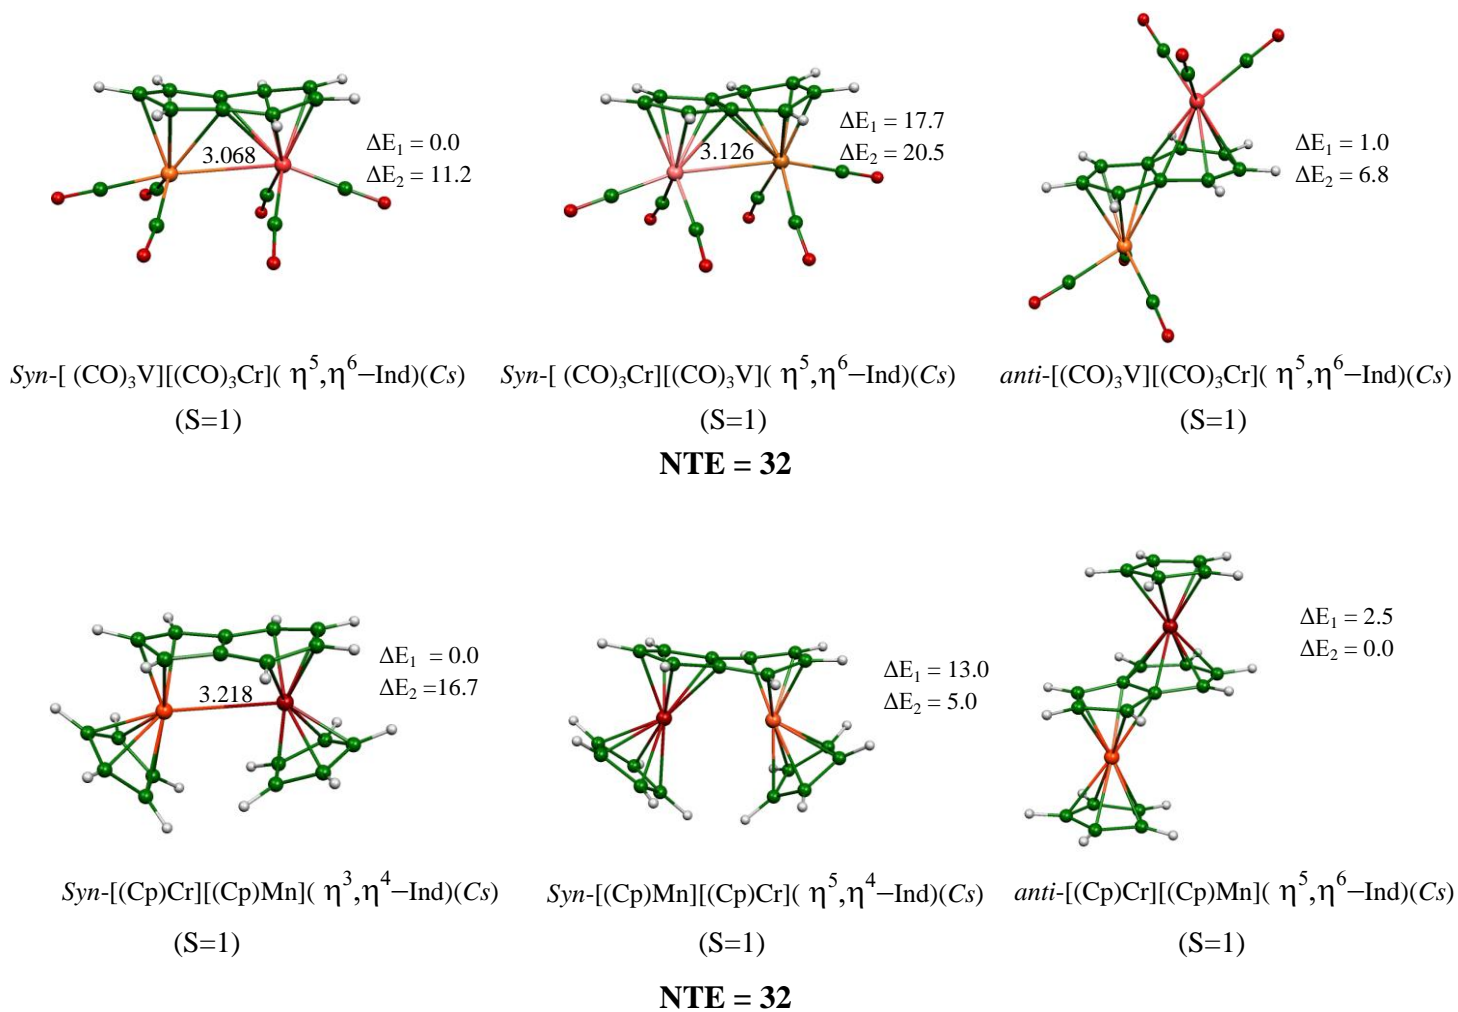 3.068
ΔE₁ = 0.0
ΔE₂ = 11.2
3.126
ΔE₁ = 17.7
ΔE₂ = 20.5
ΔE₁ = 1.0
ΔE₂ = 6.8
Syn-[ (CO)₃V][(CO)₃Cr]( η⁵,η⁶–Ind)(Cs)
(S=1)
Syn-[ (CO)₃Cr][(CO)₃V]( η⁵,η⁶–Ind)(Cs)
(S=1)
anti-[(CO)₃V][(CO)₃Cr]( η⁵,η⁶–Ind)(Cs)
(S=1)
NTE = 32
3.218
ΔE₁ = 0.0
ΔE₂ =16.7
ΔE₁ = 13.0
ΔE₂ = 5.0
ΔE₁ = 2.5
ΔE₂ = 0.0
Syn-[(Cp)Cr][(Cp)Mn]( η³,η⁴–Ind)(Cs)
(S=1)
Syn-[(Cp)Mn][(Cp)Cr]( η⁵,η⁴–Ind)(Cs)
(S=1)
anti-[(Cp)Cr][(Cp)Mn]( η⁵,η⁶–Ind)(Cs)
(S=1)
NTE = 32